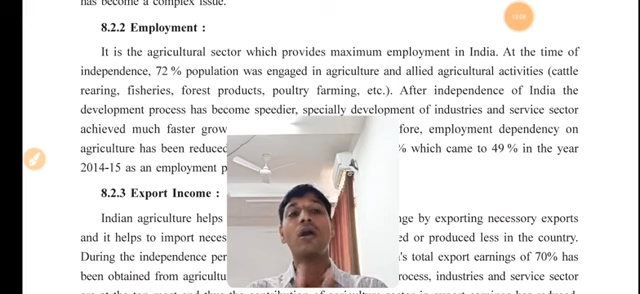 has become a complex issue.
8.2.2 Employment :
It is the agricultural sector which provides maximum employment in India. At the time of
independence, 72 % population was engaged in agriculture and allied agricultural activities (cattle
rearing, fisheries, forest products, poultry farming, etc.). After independence of India the
development process has become speedier, specially development of industries and service sector
achieved much faster grow fore, employment dependency on
agriculture has been reduced % which came to 49 % in the year
2014-15 as an employment p
8.2.3 Export Income :
Indian agriculture helps nge by exporting necessary exports
and it helps to import neces ed or produced less in the country.
During the independence per 's total export earnings of 70% has
been obtained from agricultu rocess, industries and service sector